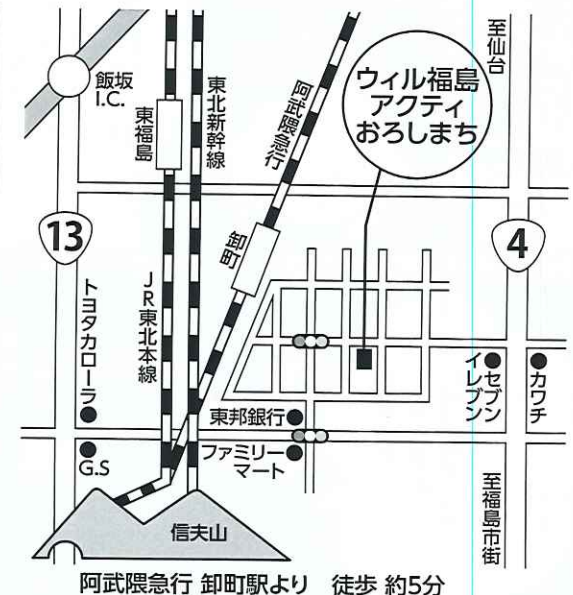 飯坂
I.C.
東福島
東北新幹線
阿武隈急行
ウィル福島
アクティ
おろしまち
至仙台
13
4
卸町
JR東北本線
トヨタカローラ
セブン
イレブン
カワチ
東邦銀行
G.S
ファミリー
マート
至福島市街
信夫山
阿武隈急行 卸町駅より 徒歩 約5分